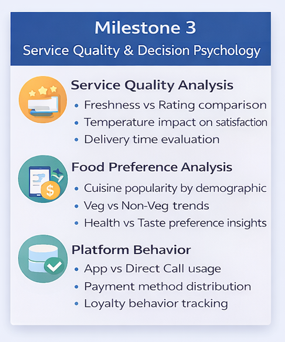 Milestone 3
Service Quality & Decision Psychology
Service Quality Analysis
• Freshness vs Rating comparison
• Temperature impact on satisfaction
• Delivery time evaluation
Food Preference Analysis
• Cuisine popularity by demographic
• Veg vs Non-Veg trends
• Health vs Taste preference insights
Platform Behavior
• App vs Direct Call usage
• Payment method distribution
• Loyalty behavior tracking